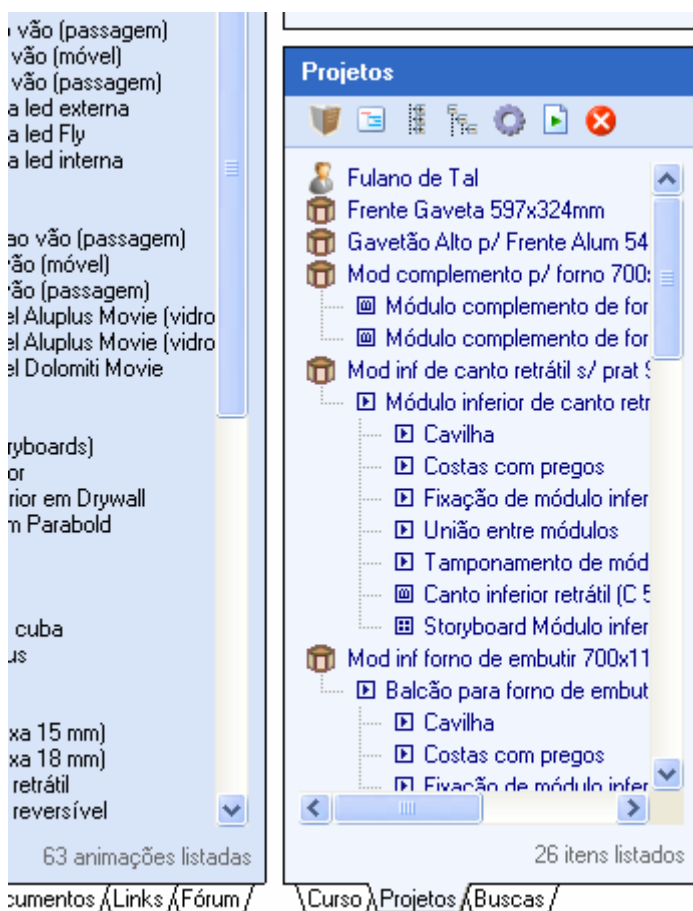 vão (passagem)
vão (móvel)
vão (passagem)
a led externa
a led Fly
a led interna
ao vão (passagem)
vão (móvel)
vão (passagem)
el Aluplus Movie (vidro
el Aluplus Movie (vidro
el Dolomiti Movie
ryboards)
or
rior em Drywall
m Parabold
cuba
us
xa 15 mm)
xa 18 mm)
retrátil
reversível
63 animações listadas
cumentos Links Fórum
Projetos
Fulano de Tal
Frente Gaveta 597x324mm
Gavetão Alto p/ Frente Alum 54
Mod complemento p/ forno 700x
Módulo complemento de for
Módulo complemento de for
Mod inf de canto retrátil s/ prat 9
Módulo inferior de canto retr
Cavilha
Costas com pregos
Fixação de módulo infer
União entre módulos
Tamponamento de mód
Canto inferior retrátil (C 5
Storyboard Módulo infer
Mod inf forno de embutir 700x11
Balcão para forno de embut
Cavilha
Costas com pregos
Fixação de módulo infer
26 itens listados
Curso Projetos Buscas